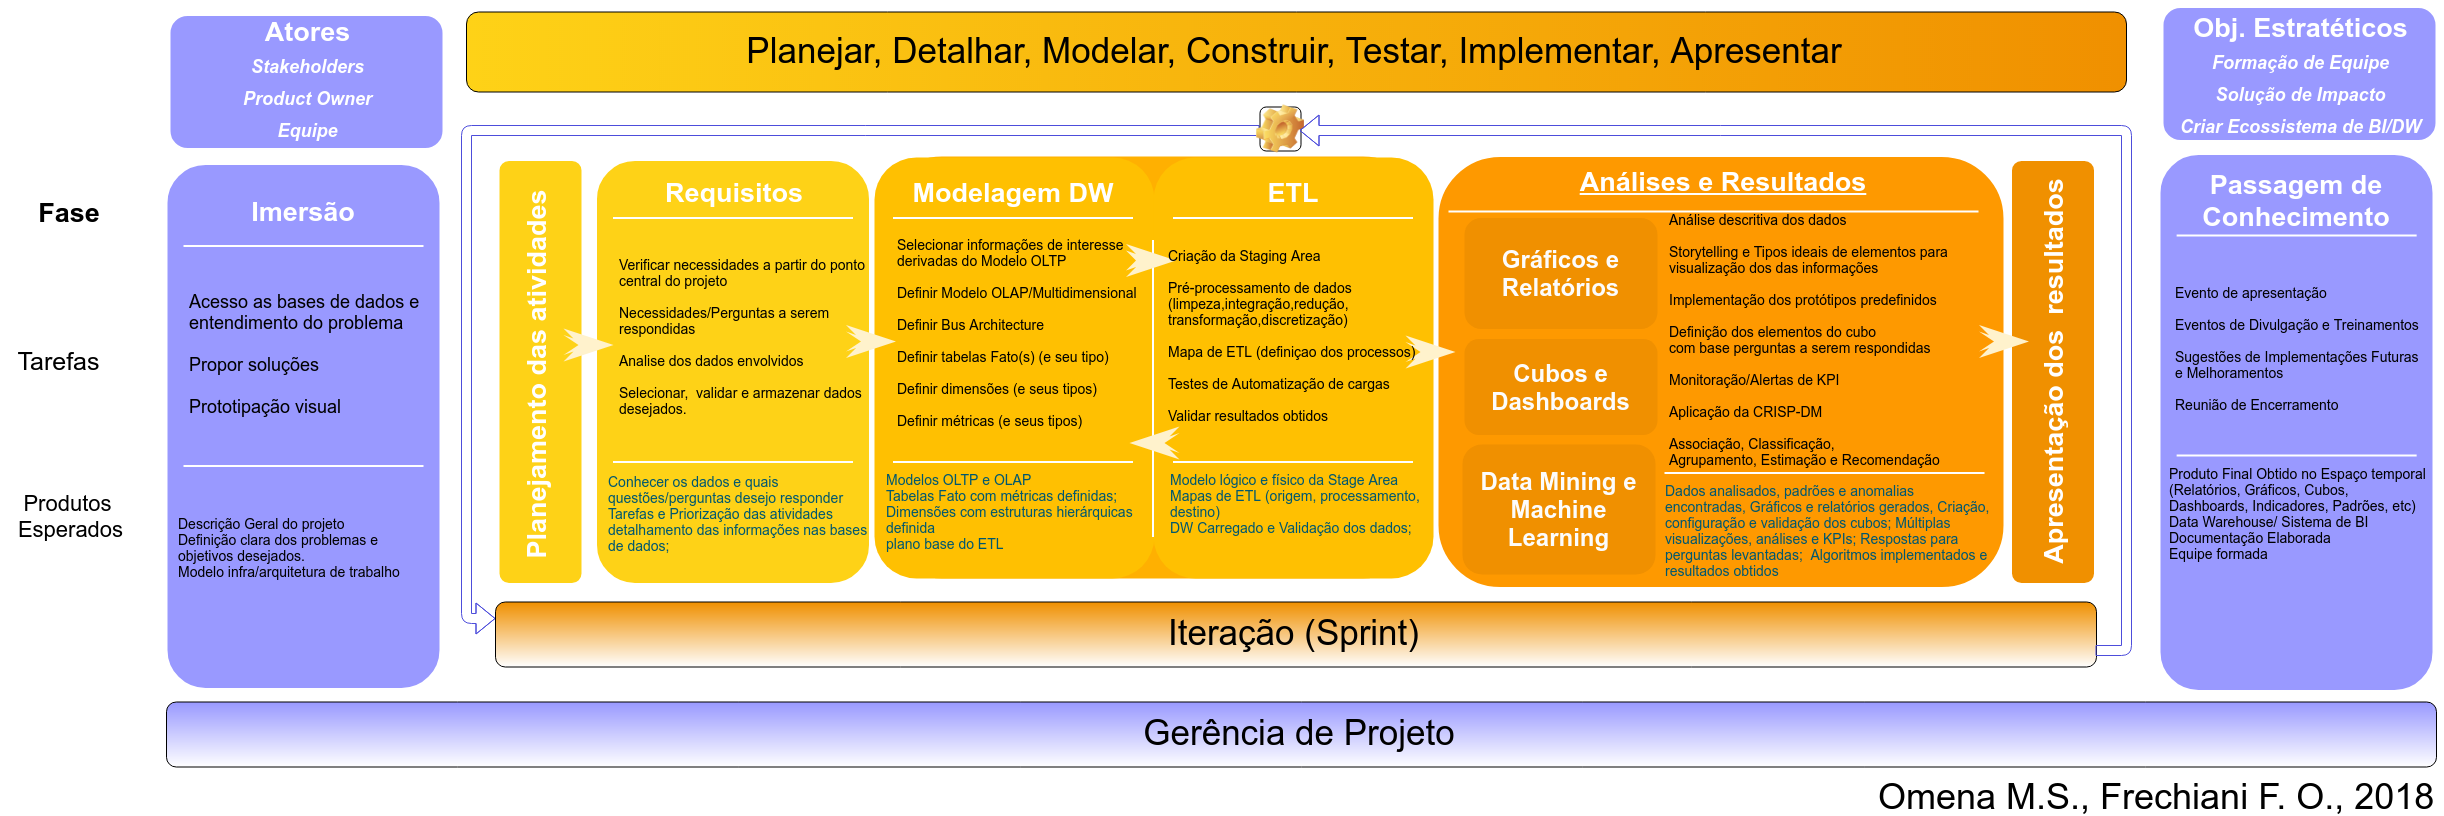 Atores
Stakeholders
Product Owner
Equipe
Planejar, Detalhar, Modelar, Construir, Testar, Implementar, Apresentar
Obj. Estratéticos
Formação de Equipe
Solução de Impacto
Criar Ecossistema de BI/DW
Fase
Tarefas
Produtos
Esperados
Imersão
Acesso as bases de dados e
entendimento do problema
Propor soluções
Prototipação visual
Descrição Geral do projeto
Definição clara dos problemas e
objetivos desejados.
Modelo infra/arquitetura de trabalho
Planejamento das atividades
Requisitos
Verificar necessidades a partir do ponto
central do projeto
Necessidades/Perguntas a serem
respondidas
Analise dos dados envolvidos
Selecionar,  validar e armazenar dados
desejados.
Conhecer os dados e quais
questões/perguntas desejo responder
Tarefas e Priorização das atividades
detalhamento das informações nas bases
de dados;
Modelagem DW
Selecionar informações de interesse
derivadas do Modelo OLTP
Definir Modelo OLAP/Multidimensional
Definir Bus Architecture
Definir tabelas Fato(s) (e seu tipo)
Definir dimensões (e seus tipos)
Definir métricas (e seus tipos)
Modelos OLTP e OLAP
Tabelas Fato com métricas definidas;
Dimensões com estruturas hierárquicas
definida
plano base do ETL
ETL
Criação da Staging Area
Pré-processamento de dados
(limpeza,integração,redução,
transformação,discretização)
Mapa de ETL (definiçao dos processos)
Testes de Automatização de cargas
Validar resultados obtidos
Modelo lógico e físico da Stage Area
Mapas de ETL (origem, processamento,
destino)
DW Carregado e Validação dos dados;
Análises e Resultados
Gráficos e
Relatórios
Cubos e
Dashboards
Data Mining e
Machine
Learning
Análise descritiva dos dados
Storytelling e Tipos ideais de elementos para
visualização dos das informações
Implementação dos protótipos predefinidos
Definição dos elementos do cubo
com base perguntas a serem respondidas
Monitoração/Alertas de KPI
Aplicação da CRISP-DM
Associação, Classificação,
Agrupamento, Estimação e Recomendação
Dados analisados, padrões e anomalias
encontradas, Gráficos e relatórios gerados, Criação,
configuração e validação dos cubos; Múltiplas
visualizações, análises e KPIs; Respostas para
perguntas levantadas;  Algoritmos implementados e
resultados obtidos
Apresentação dos  resultados
Passagem de
Conhecimento
Evento de apresentação
Eventos de Divulgação e Treinamentos
Sugestões de Implementações Futuras
e Melhoramentos
Reunião de Encerramento
Produto Final Obtido no Espaço temporal
(Relatórios, Gráficos, Cubos,
Dashboards, Indicadores, Padrões, etc)
Data Warehouse/ Sistema de BI
Documentação Elaborada
Equipe formada
Iteração (Sprint)
Gerência de Projeto
Omena M.S., Frechiani F. O., 2018